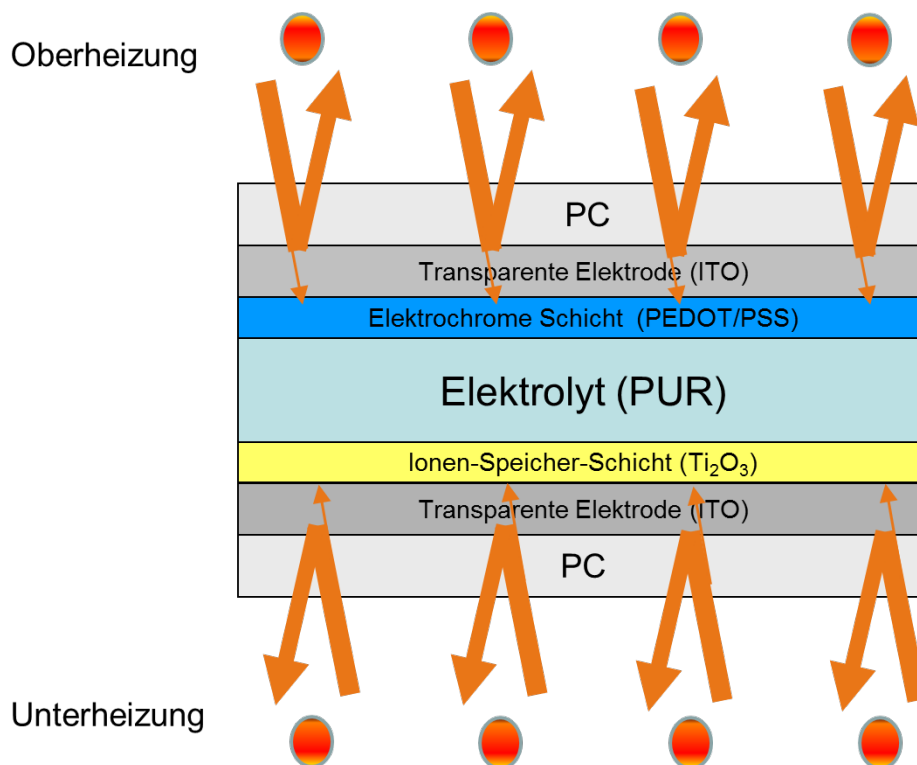 Oberheizung
PC
Transparente Elektrode (ITO)
Elektrochrome Schicht (PEDOT/PSS)
Elektrolyt (PUR)
Ionen-Speicher-Schicht (Ti₂O₃)
Transparente Elektrode (ITO)
PC
Unterheizung